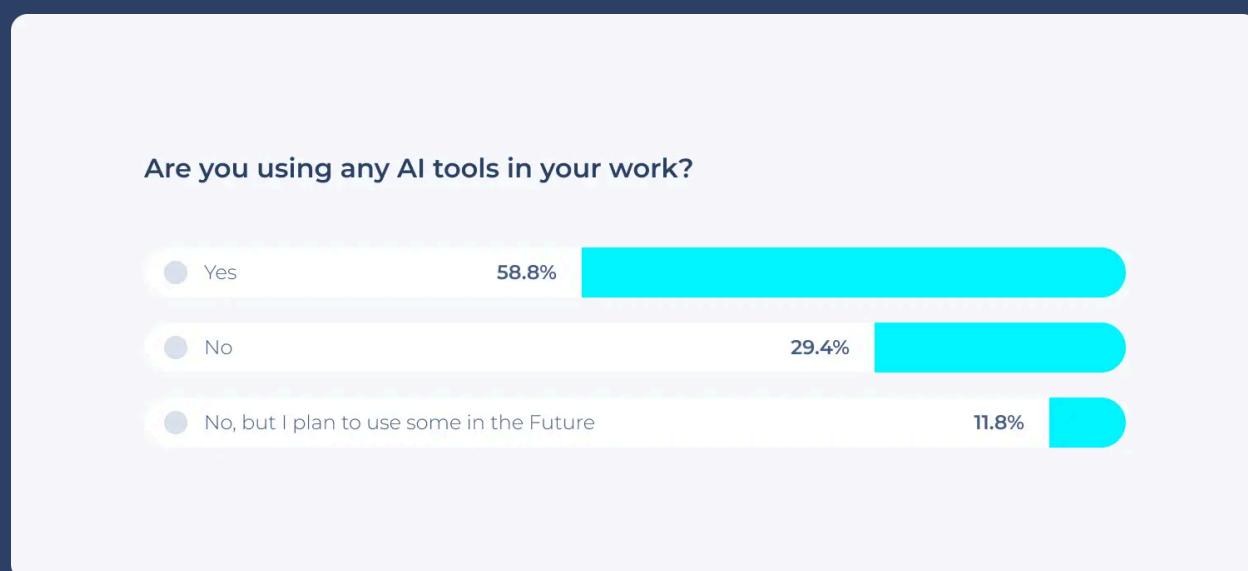 Are you using any AI tools in your work?
Yes 58.8%
No 29.4%
No, but I plan to use some in the Future 11.8%